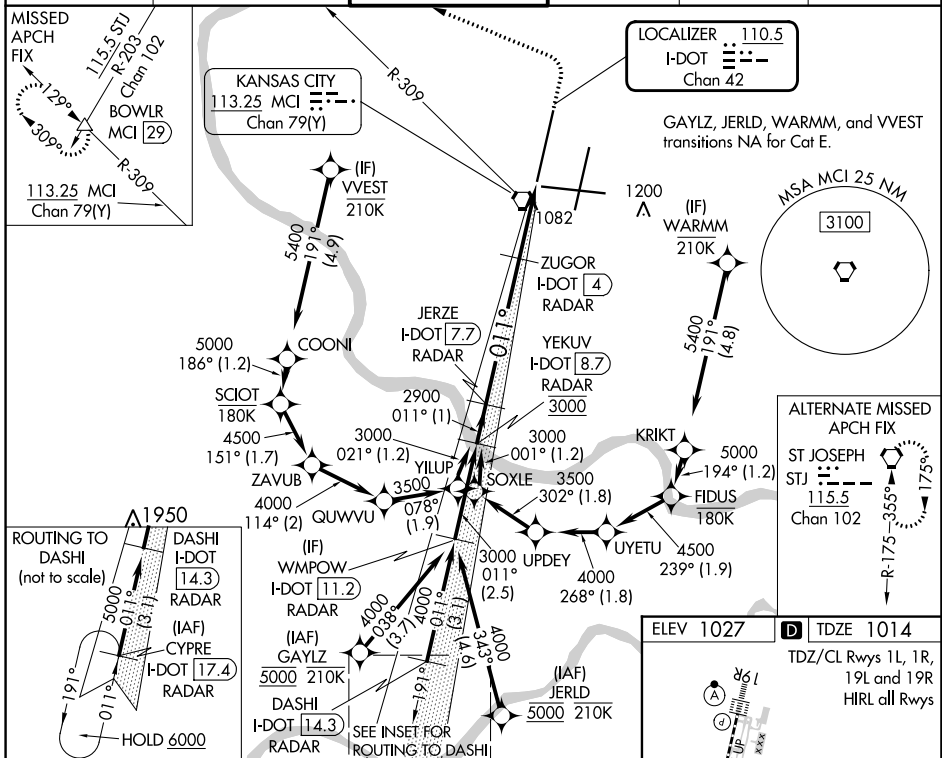 MISSED
APCH
FIX
115.5 STJ
R-203
Chan 102
129°
309°
BOWLR
MCI 29
R-309
113.25 MCI
Chan 79(Y)
KANSAS CITY
113.25 MCI
Chan 79(Y)
R-309
LOCALIZER 110.5
I-DOT
Chan 42
GAYLZ, JERLD, WARMM, and VVEST
transitions NA for Cat E.
(IF)
VVEST
210K
5400
191°
(4.9)
1082
1200
(IF)
WARMM
210K
MSA MCI 25 NM
3100
5400
191°
(4.8)
ZUGOR
I-DOT 4
RADAR
JERZE
I-DOT 7.7
RADAR
011°
YEKUV
I-DOT 8.7
RADAR
3000
COONI
5000
186° (1.2)
SCIOT
180K
4500
151° (1.7)
ZAVUB
4000
114° (2)
QUWVU
2900
011° (1)
3000
021° (1.2)
YILUP
3500
078°
(1.9)
SOXLE
3000
001° (1.2)
3500
302° (1.8)
KRIKT
5000
194° (1.2)
FIDUS
180K
UPDEY
UYETU
4500
239° (1.9)
4000
268° (1.8)
3000
011°
(2.5)
ALTERNATE MISSED
APCH FIX
ST JOSEPH
STJ
115.5
Chan 102
175°
R-175
355°
1950
ROUTING TO
DASHI
(not to scale)
DASHI
I-DOT
14.3
RADAR
5000
011°
(3.1)
(IAF)
CYPRE
I-DOT 17.4
RADAR
191°
011°
HOLD 6000
(IF)
WMPOW
I-DOT 11.2
RADAR
4000
038°
(3.7)
4000
011°
(3.1)
4000
343°
(4.6)
(IAF)
GAYLZ
5000 210K
191°
(IAF)
JERLD
5000 210K
DASHI
I-DOT 14.3
RADAR
SEE INSET FOR
ROUTING TO DASHI
ELEV 1027
D
TDZE 1014
TDZ/CL Rwys 1L, 1R,
19L and 19R
HIRL all Rwys
19R
A
P
UP
xxx